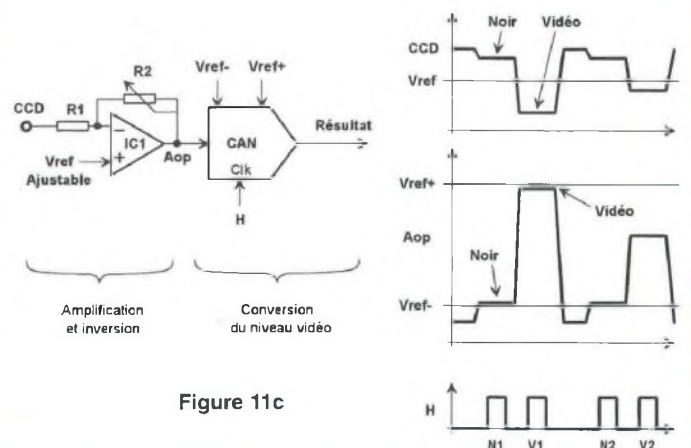 CCD
R1
R2
IC1
Vref
Ajustable
Aop
Vref-
Vref+
CAN
Clk
H
Résultat
Amplification
et inversion
Conversion
du niveau vidéo
Figure 11c
Noir
Vidéo
CCD
Vref
Vref+
Vidéo
Aop
Noir
Vref-
H
N1 V1 N2 V2